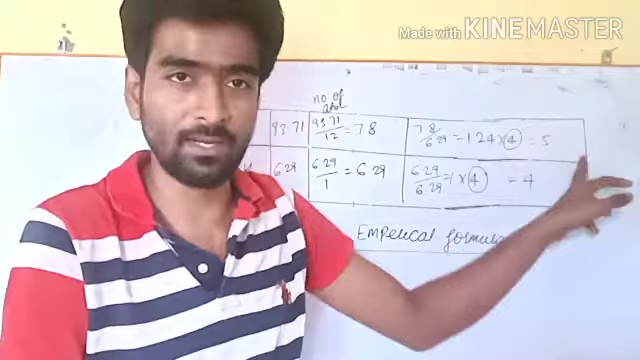 Made with KINEMASTER
no of
93.71
93.71/12 = 7.8
7.8/6.29 = 1.24 × 4 = 5
6.29
6.29/1 = 6.29
6.29/6.29 = 1 × 4 = 4
Emperical formula